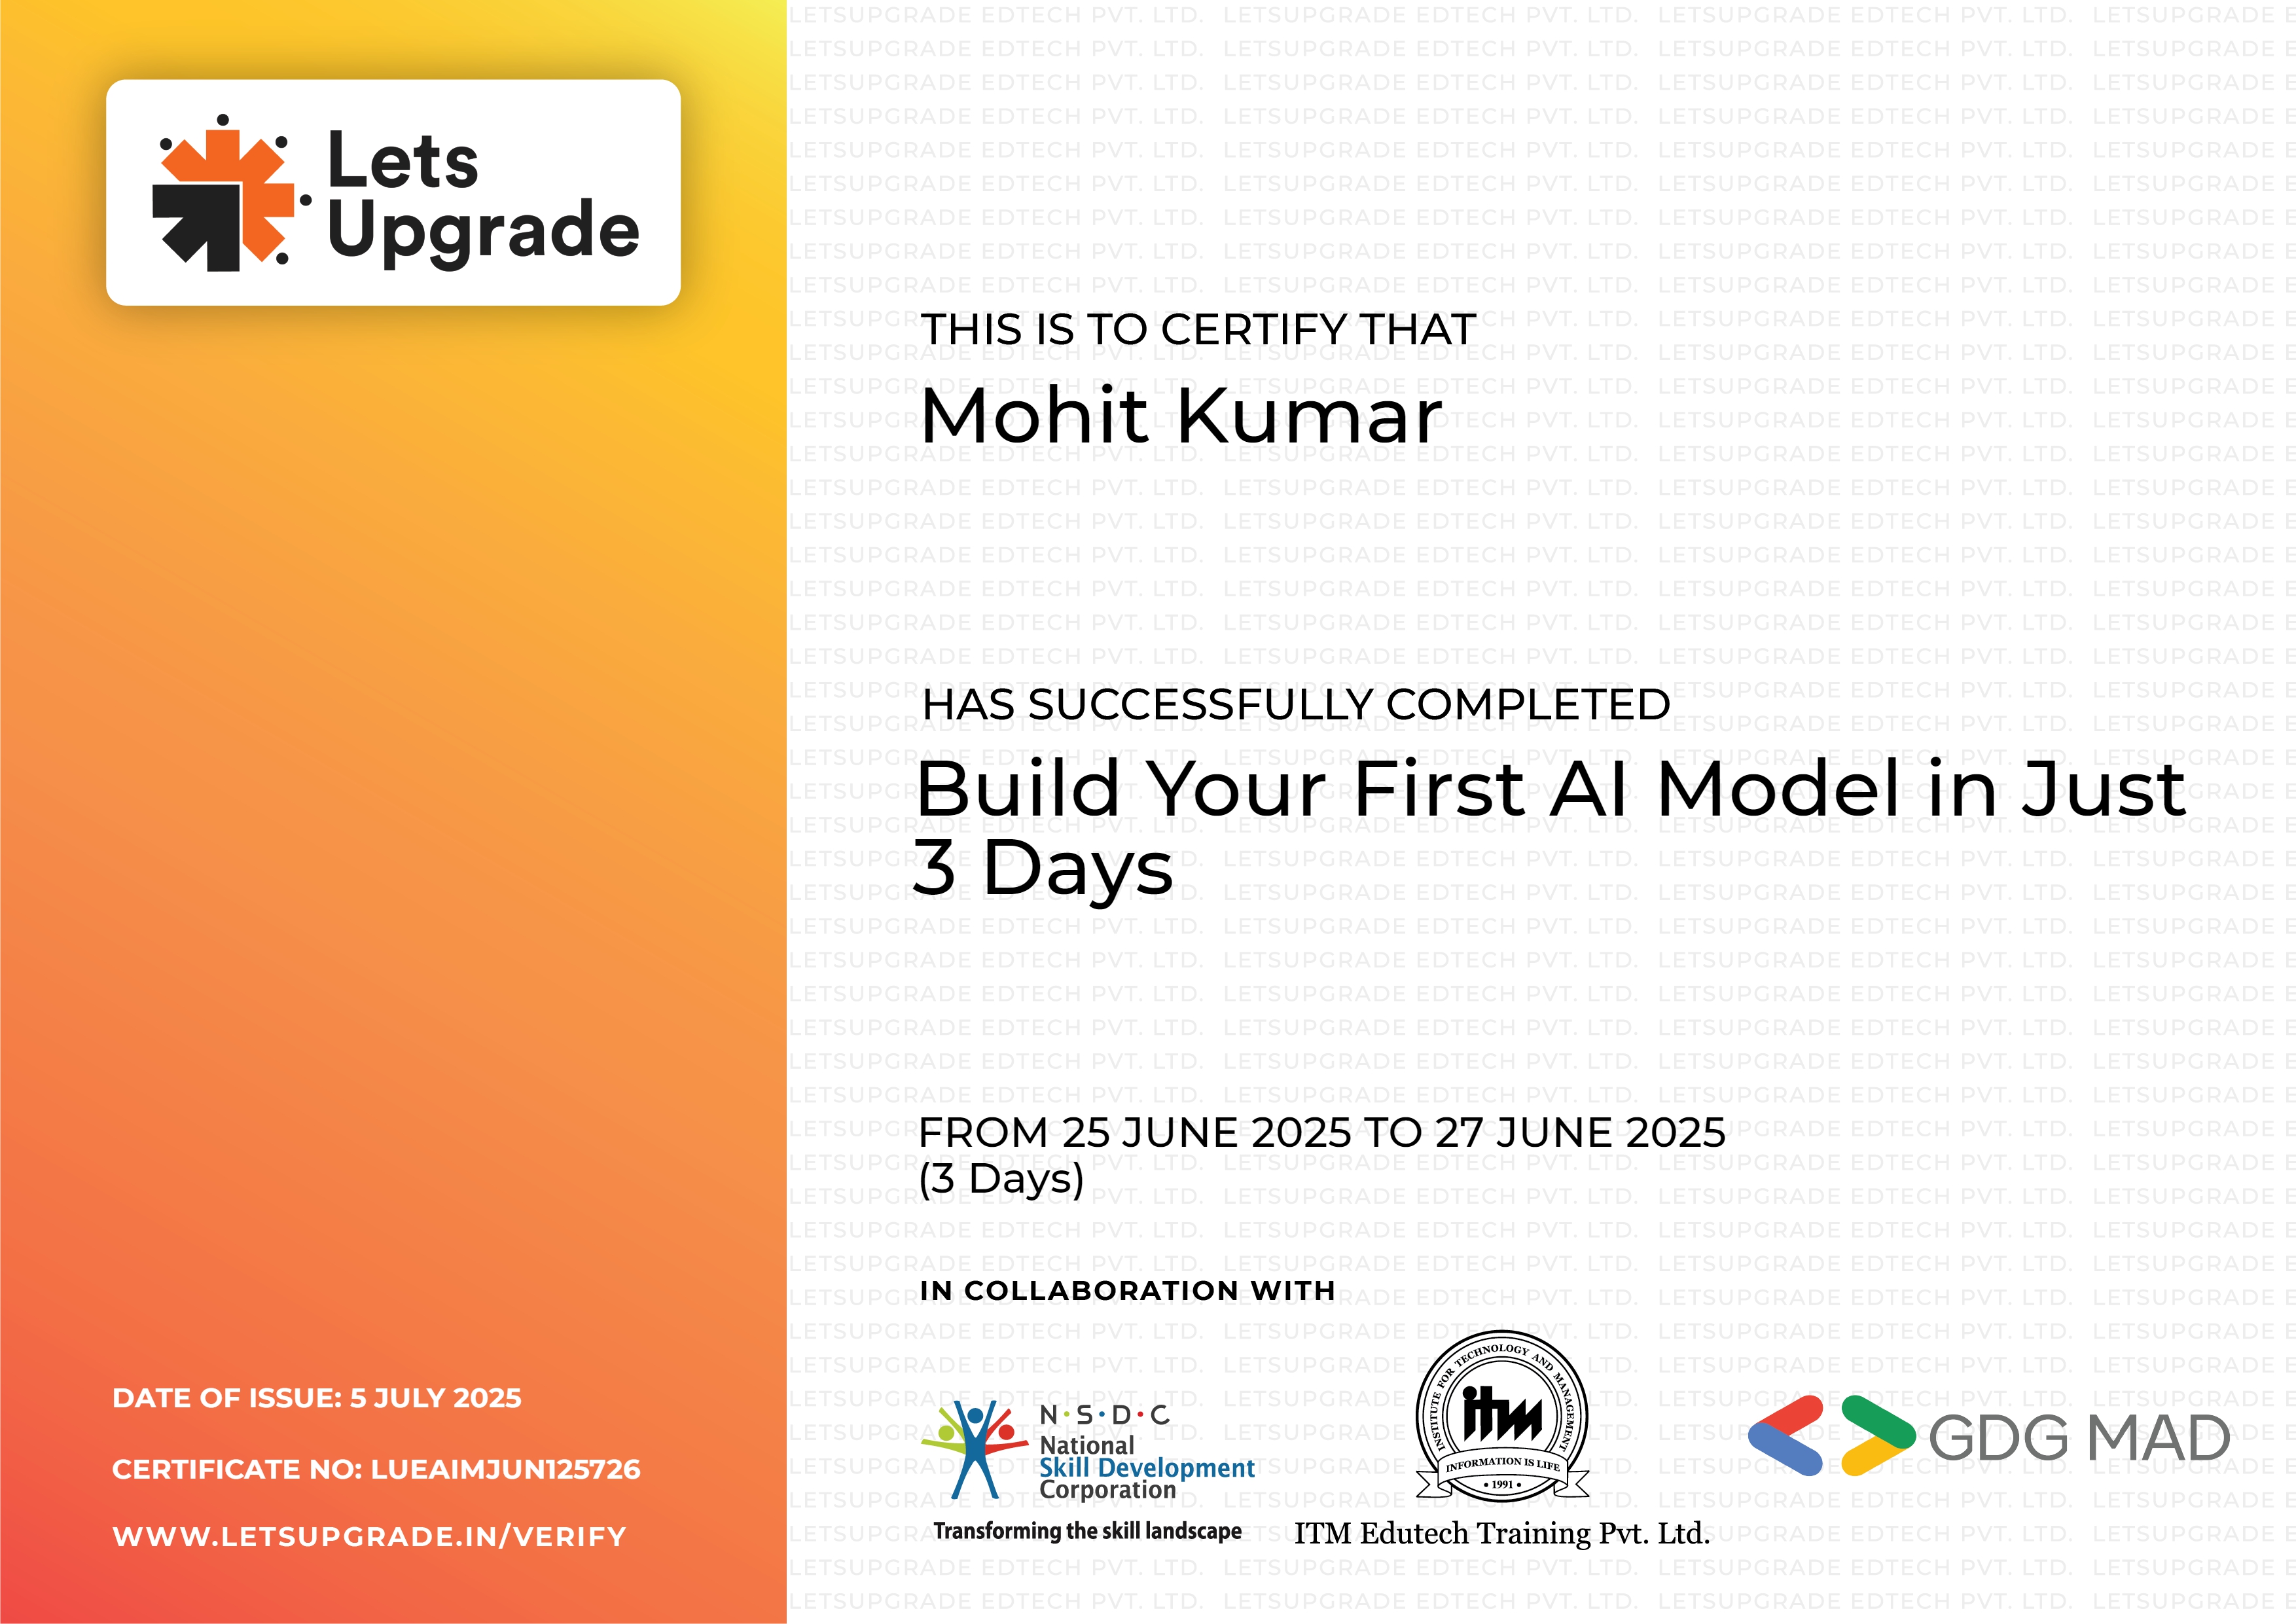 Lets
Upgrade
THIS IS TO CERTIFY THAT
Mohit Kumar
HAS SUCCESSFULLY COMPLETED
Build Your First AI Model in Just
3 Days
FROM 25 JUNE 2025 TO 27 JUNE 2025
(3 Days)
IN COLLABORATION WITH
N·S·D·C
National
Skill Development
Corporation
Transforming the skill landscape
INSTITUTE FOR TECHNOLOGY AND MANAGEMENT
itm
INFORMATION IS LIFE
• 1991 •
ITM Edutech Training Pvt. Ltd.
GDG MAD
DATE OF ISSUE: 5 JULY 2025
CERTIFICATE NO: LUEAIMJUN125726
WWW.LETSUPGRADE.IN/VERIFY
LETSUPGRADE EDTECH PVT. LTD.